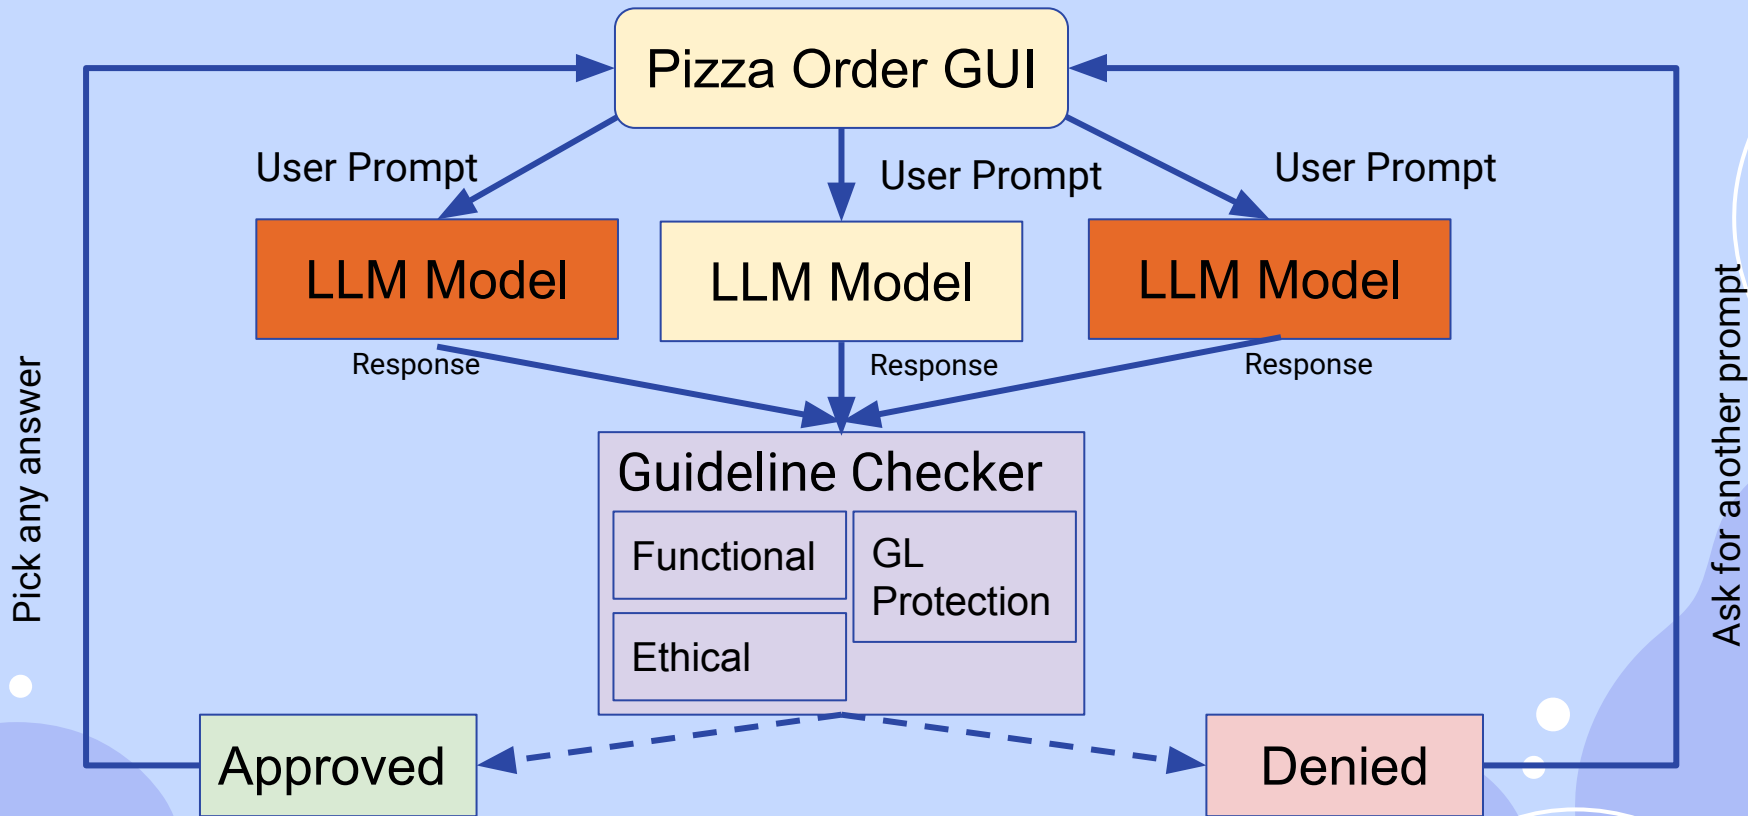 Pizza Order GUI
User Prompt
User Prompt
User Prompt
LLM Model
LLM Model
LLM Model
Response
Response
Response
Pick any answer
Ask for another prompt
Guideline Checker
Functional
GL
Protection
Ethical
Approved
Denied